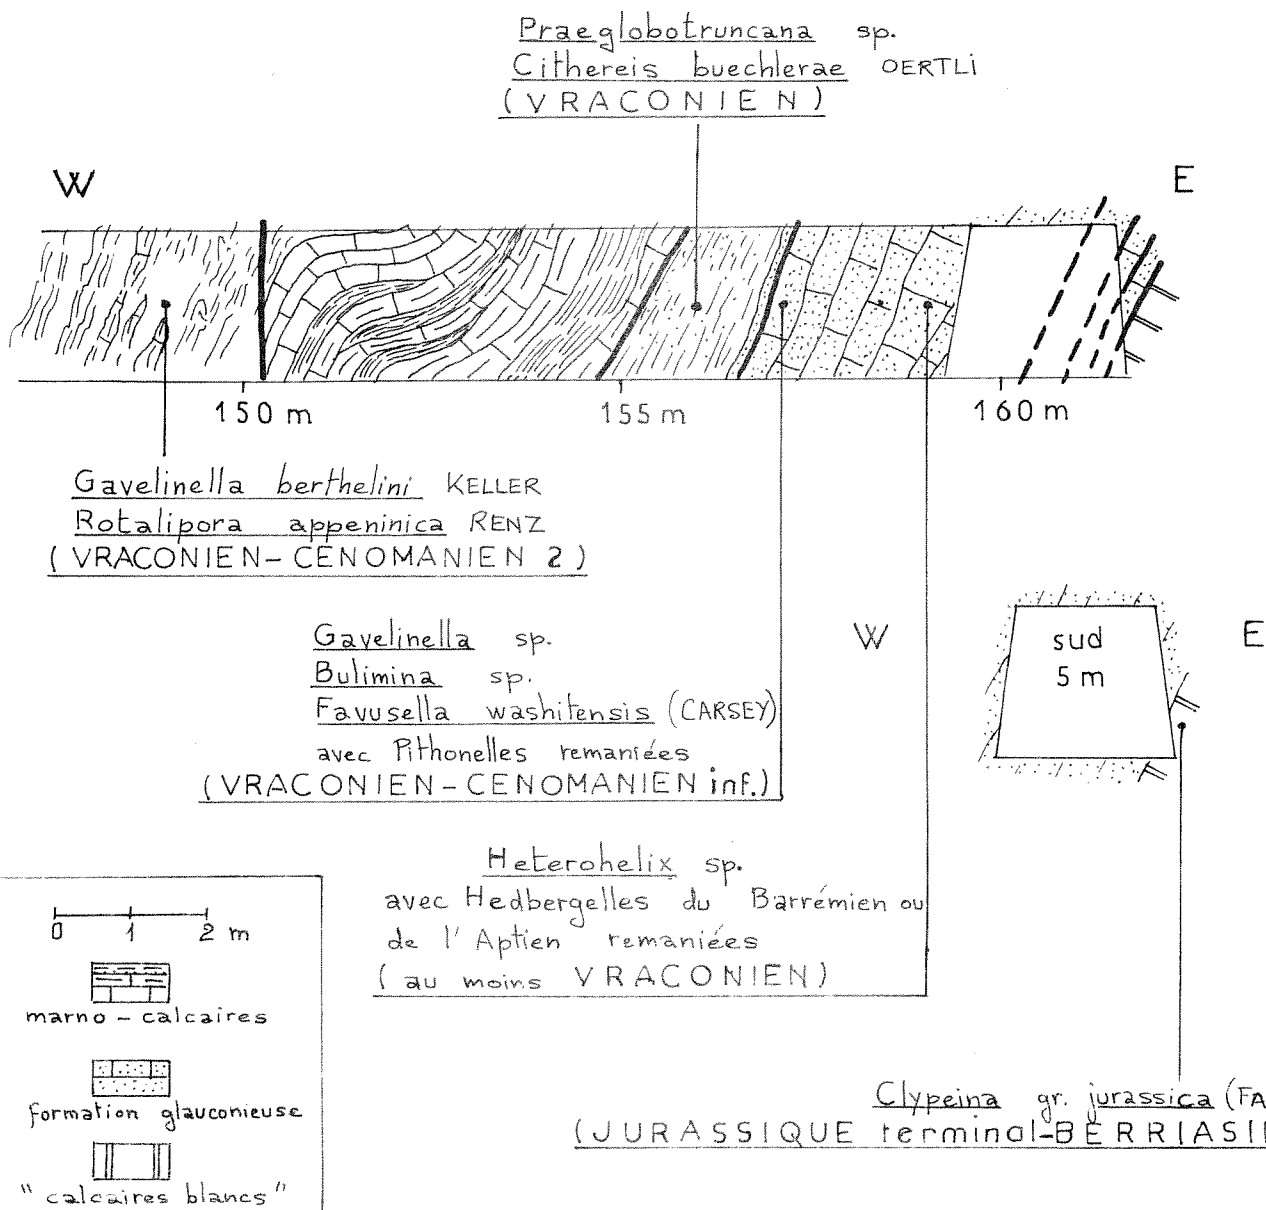 Praeglobotruncana sp.
Cithereis buechlerae OERTLi
(VRACONIEN)
W
E
150 m
155 m
160 m
Gavelinella berthelini KELLER
Rotalipora appeninica RENZ
(VRACONIEN-CENOMANIEN 2)
Gavelinella sp.
Bulimina sp.
Favusella washitensis (CARSEY)
avec Pithonelles remaniées
(VRACONIEN-CENOMANIEN inf.)
W
E
sud
5 m
Heterohelix sp.
avec Hedbergelles du Barrémien ou
de l'Aptien remaniées
(au moins VRACONIEN)
0 1 2 m
marno-calcaires
formation glauconieuse
"calcaires blancs"
Clypeina gr. jurassica (FA
(JURASSIQUE terminal-BERRIASI